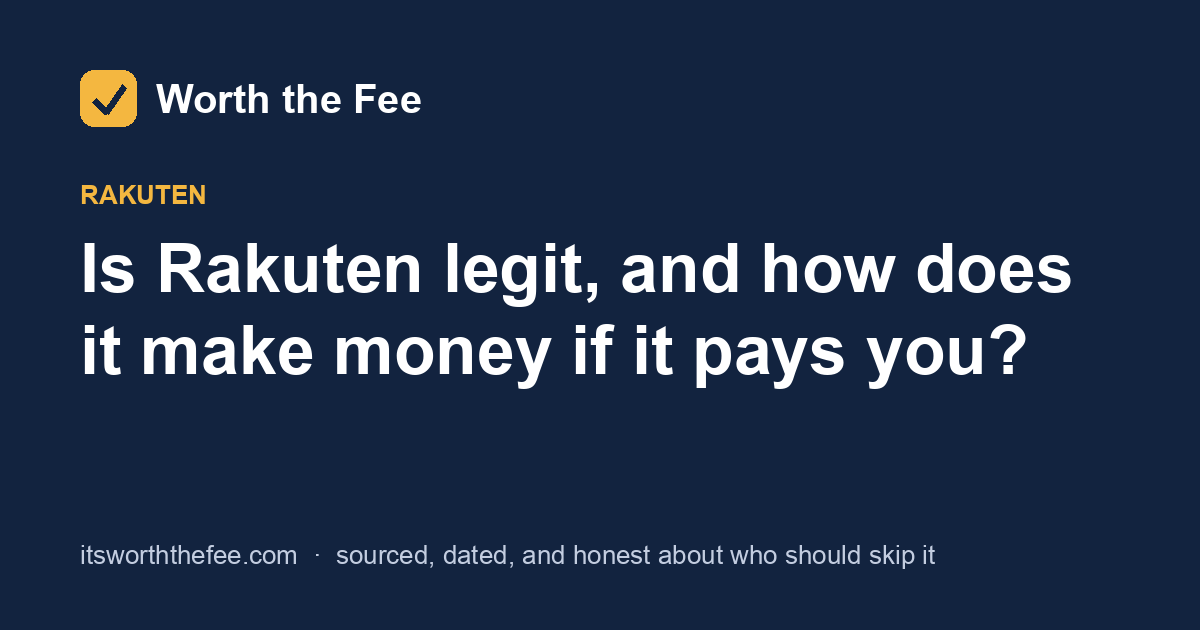 Worth the Fee
RAKUTEN
Is Rakuten legit, and how does
it make money if it pays you?
itsworththefee.com · sourced, dated, and honest about who should skip it